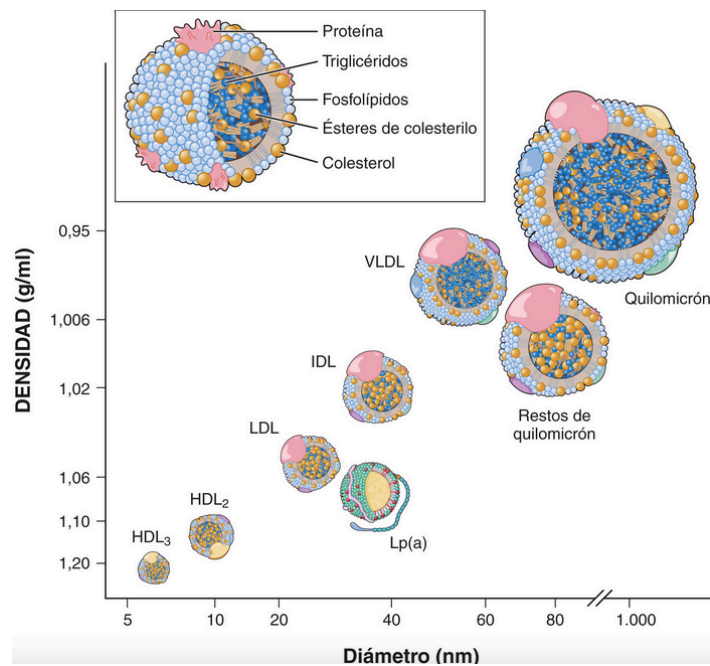 Proteína
Triglicéridos
Fosfolípidos
Ésteres de colesterilo
Colesterol
DENSIDAD (g/ml)
0,95
1,006
1,02
1,06
1,10
1,20
VLDL
Quilomicrón
IDL
Restos de
quilomicrón
LDL
HDL₂
Lp(a)
HDL₃
5
10
20
40
60
80
1.000
Diámetro (nm)